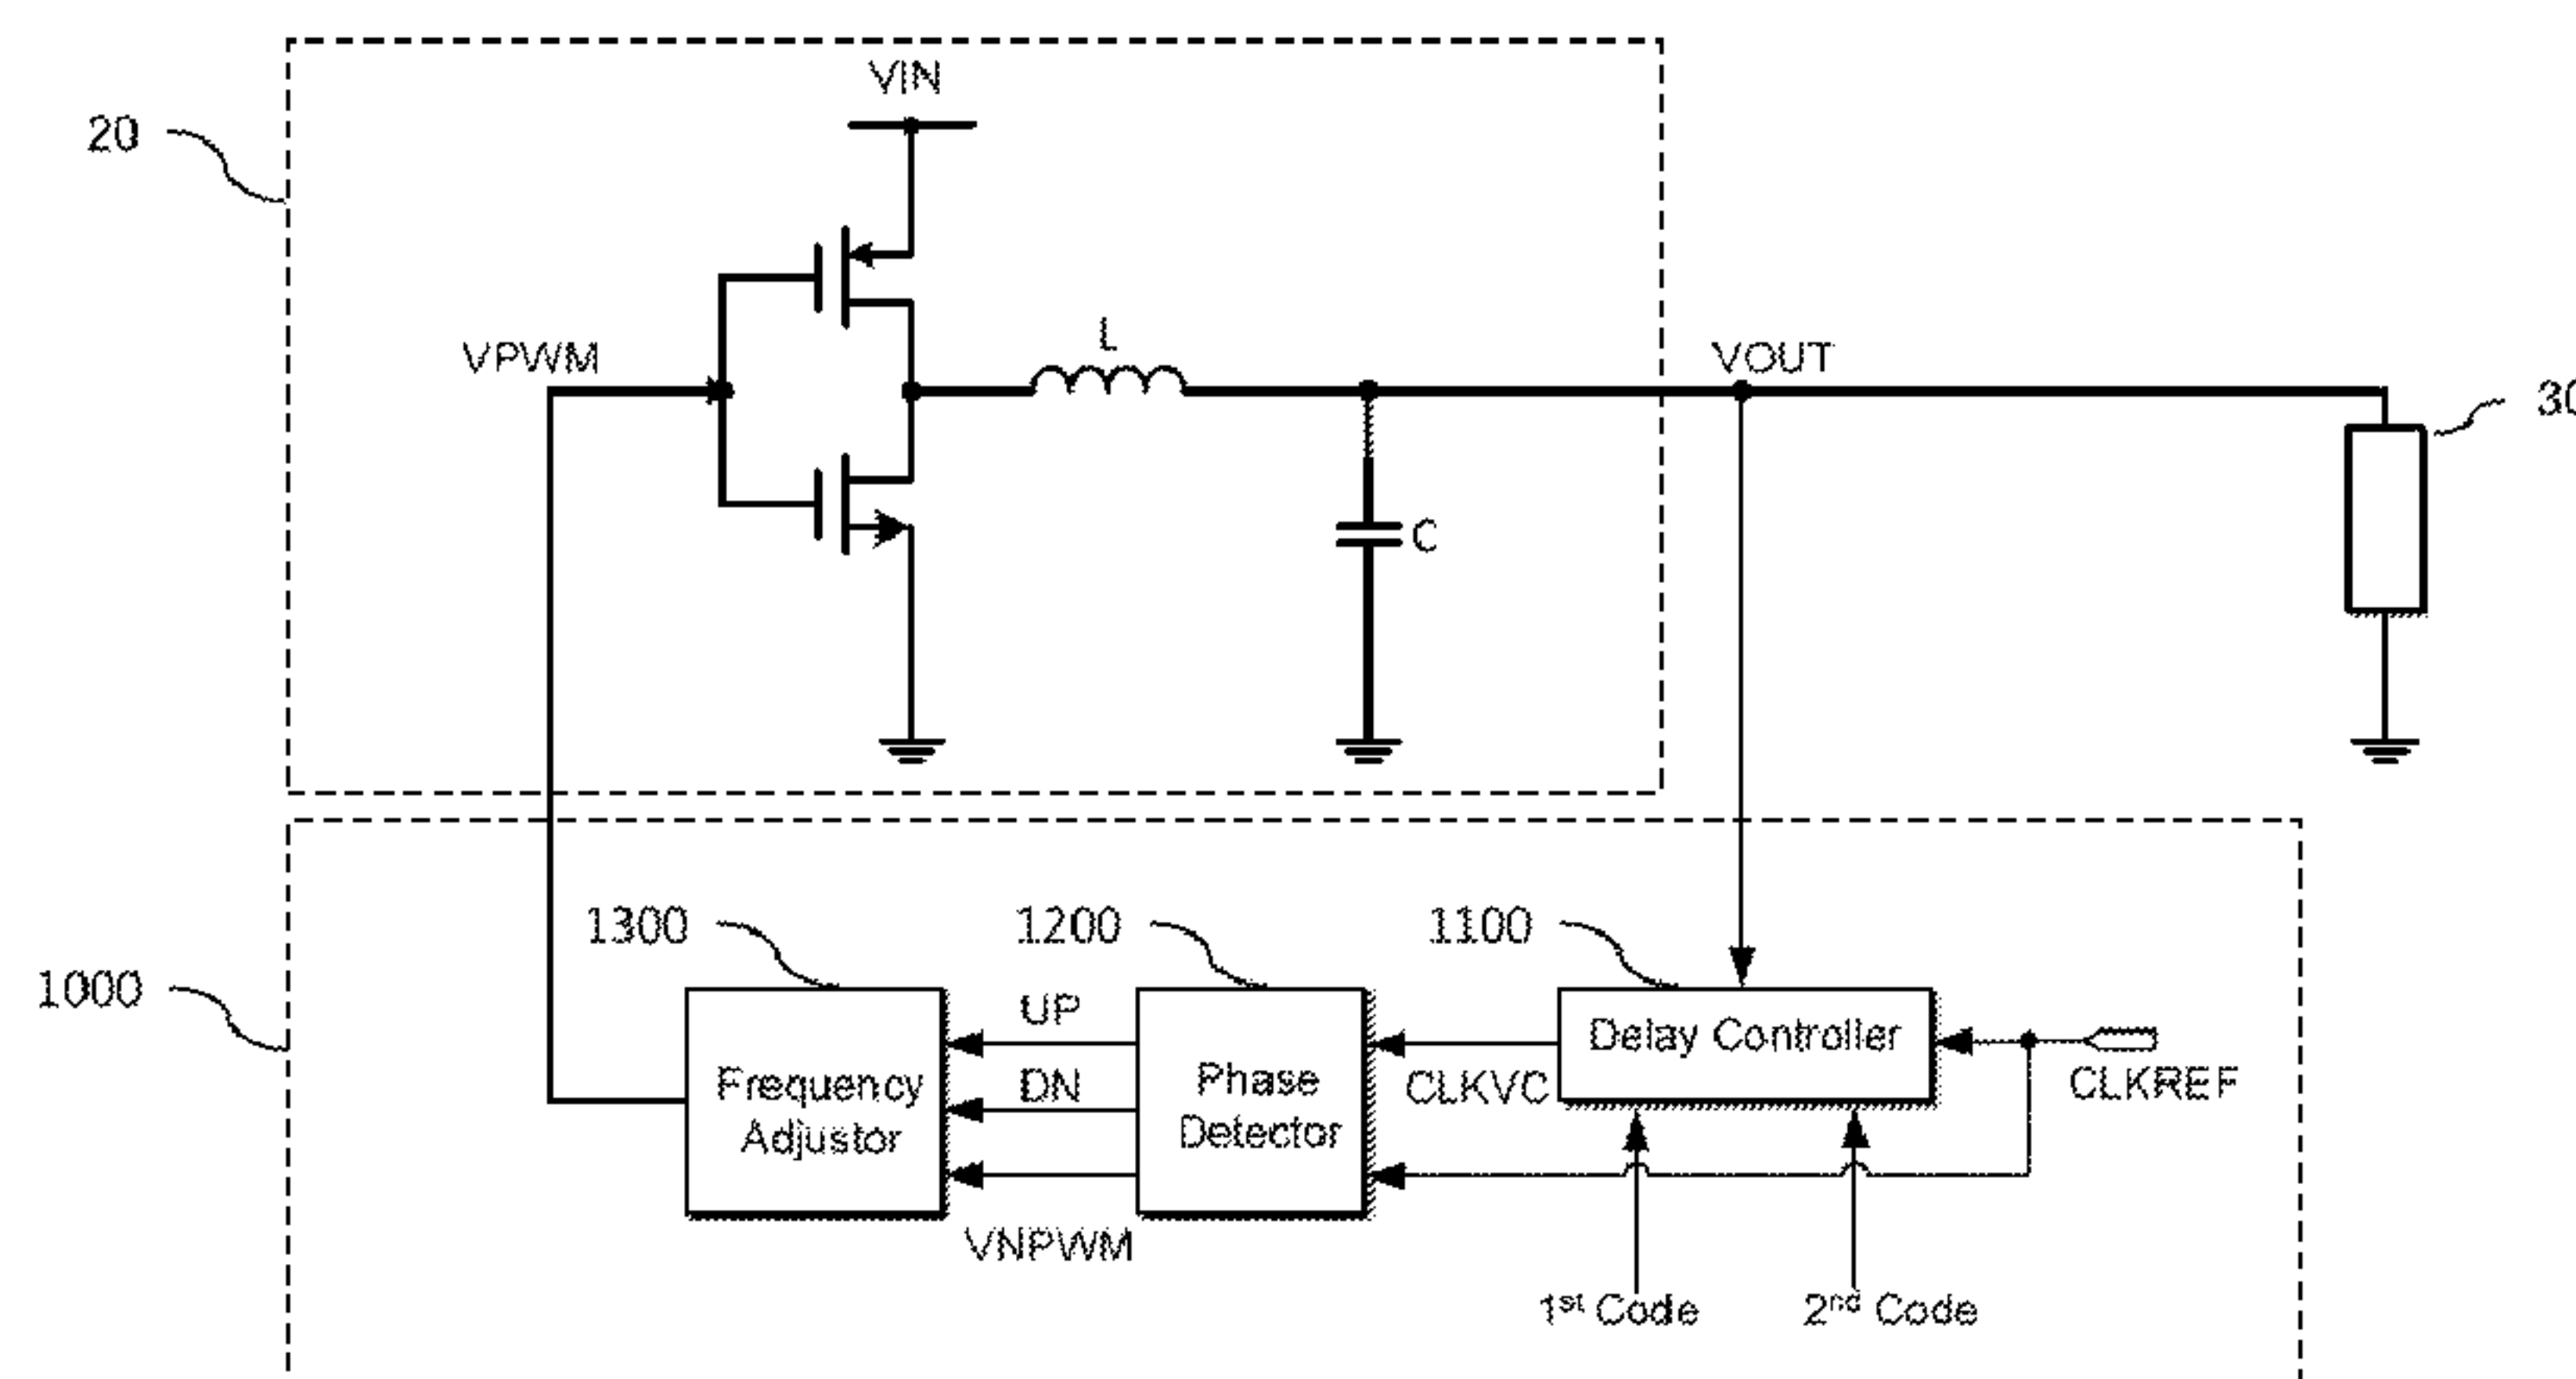 VIN
20
L
VPWM
VOUT
30
C
1300
1200
1100
1000
UP
Delay Controller
Frequency
Adjustor
DN
Phase
Detector
CLKVC
CLKREF
VNPWM
1st Code
2nd Code